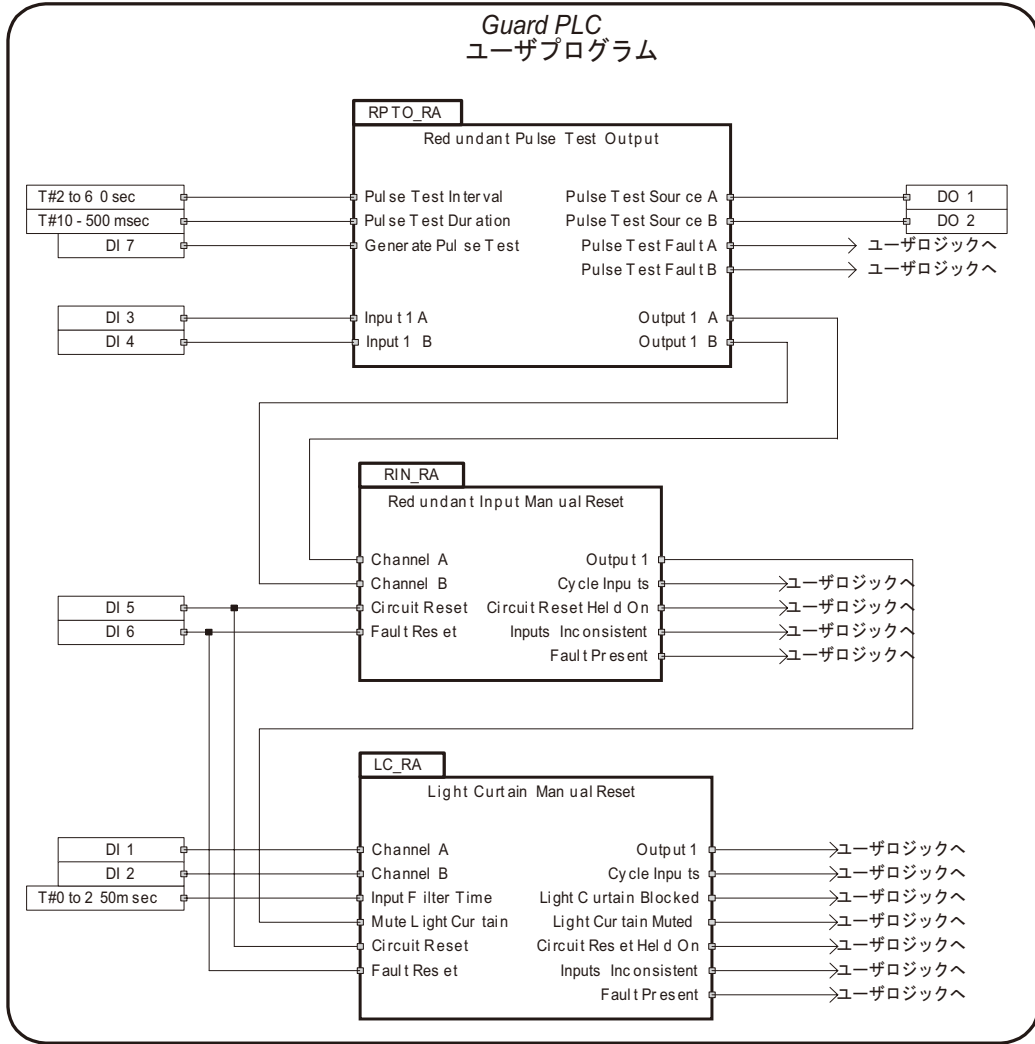 Guard PLC
ユーザプログラム
RPTO_RA
Redundant Pulse Test Output
T#2 to 60 sec
Pulse Test Interval
Pulse Test Source A
DO 1
T#10 - 500 msec
Pulse Test Duration
Pulse Test Source B
DO 2
DI 7
Generate Pulse Test
Pulse Test Fault A
ユーザロジックへ
Pulse Test Fault B
ユーザロジックへ
DI 3
Input 1 A
Output 1 A
DI 4
Input 1 B
Output 1 B
RIN_RA
Redundant Input Manual Reset
Channel A
Output 1
Channel B
Cycle Inputs
ユーザロジックへ
DI 5
Circuit Reset
Circuit Reset Held On
ユーザロジックへ
DI 6
Fault Reset
Inputs Inconsistent
ユーザロジックへ
Fault Present
ユーザロジックへ
LC_RA
Light Curtain Manual Reset
DI 1
Channel A
Output 1
ユーザロジックへ
DI 2
Channel B
Cycle Inputs
ユーザロジックへ
T#0 to 250msec
Input Filter Time
Light Curtain Blocked
ユーザロジックへ
Mute Light Curtain
Light Curtain Muted
ユーザロジックへ
Circuit Reset
Circuit Reset Held On
ユーザロジックへ
Fault Reset
Inputs Inconsistent
ユーザロジックへ
Fault Present
ユーザロジックへ